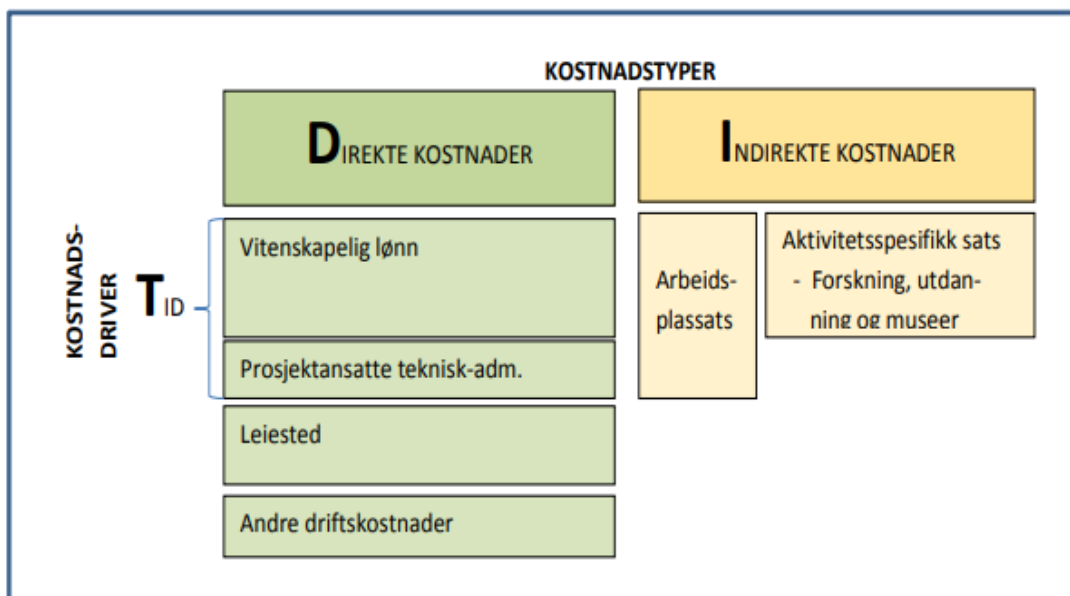 KOSTNADSTYPER
DIREKTE KOSTNADER
INDIREKTE KOSTNADER
KOSTNADS-
DRIVER
TID
Vitenskapelig lønn
Prosjektansatte teknisk-adm.
Leiested
Andre driftskostnader
Arbeids-
plassats
Aktivitetsspesifikk sats
- Forskning, utdan-
ning og museer